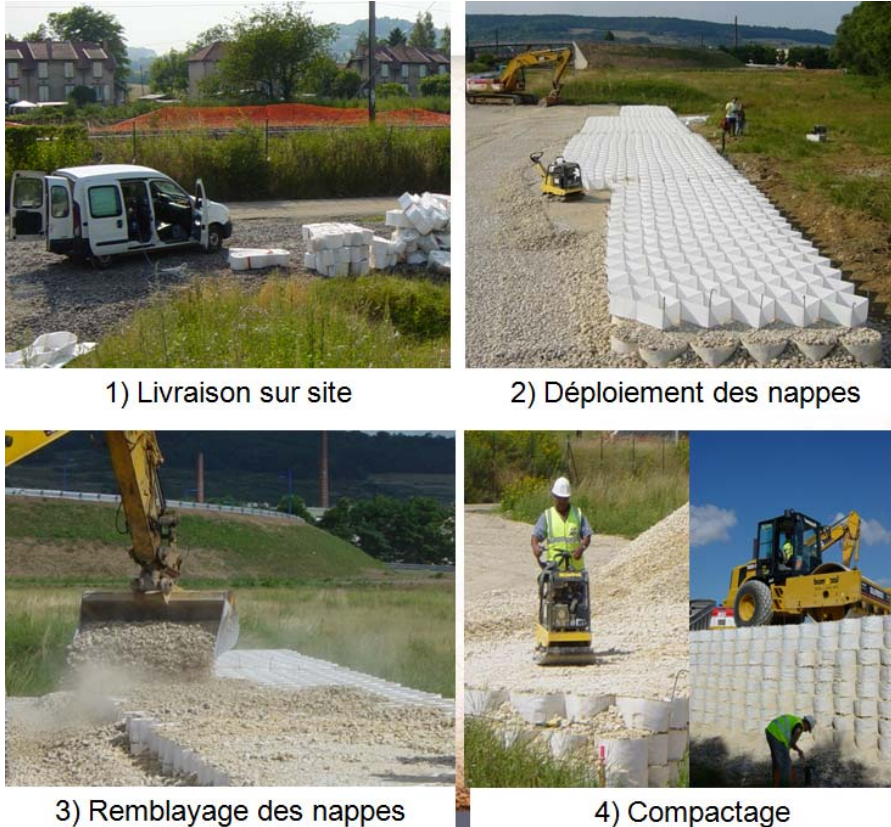 1) Livraison sur site
2) Déploiement des nappes
3) Remblayage des nappes
4) Compactage